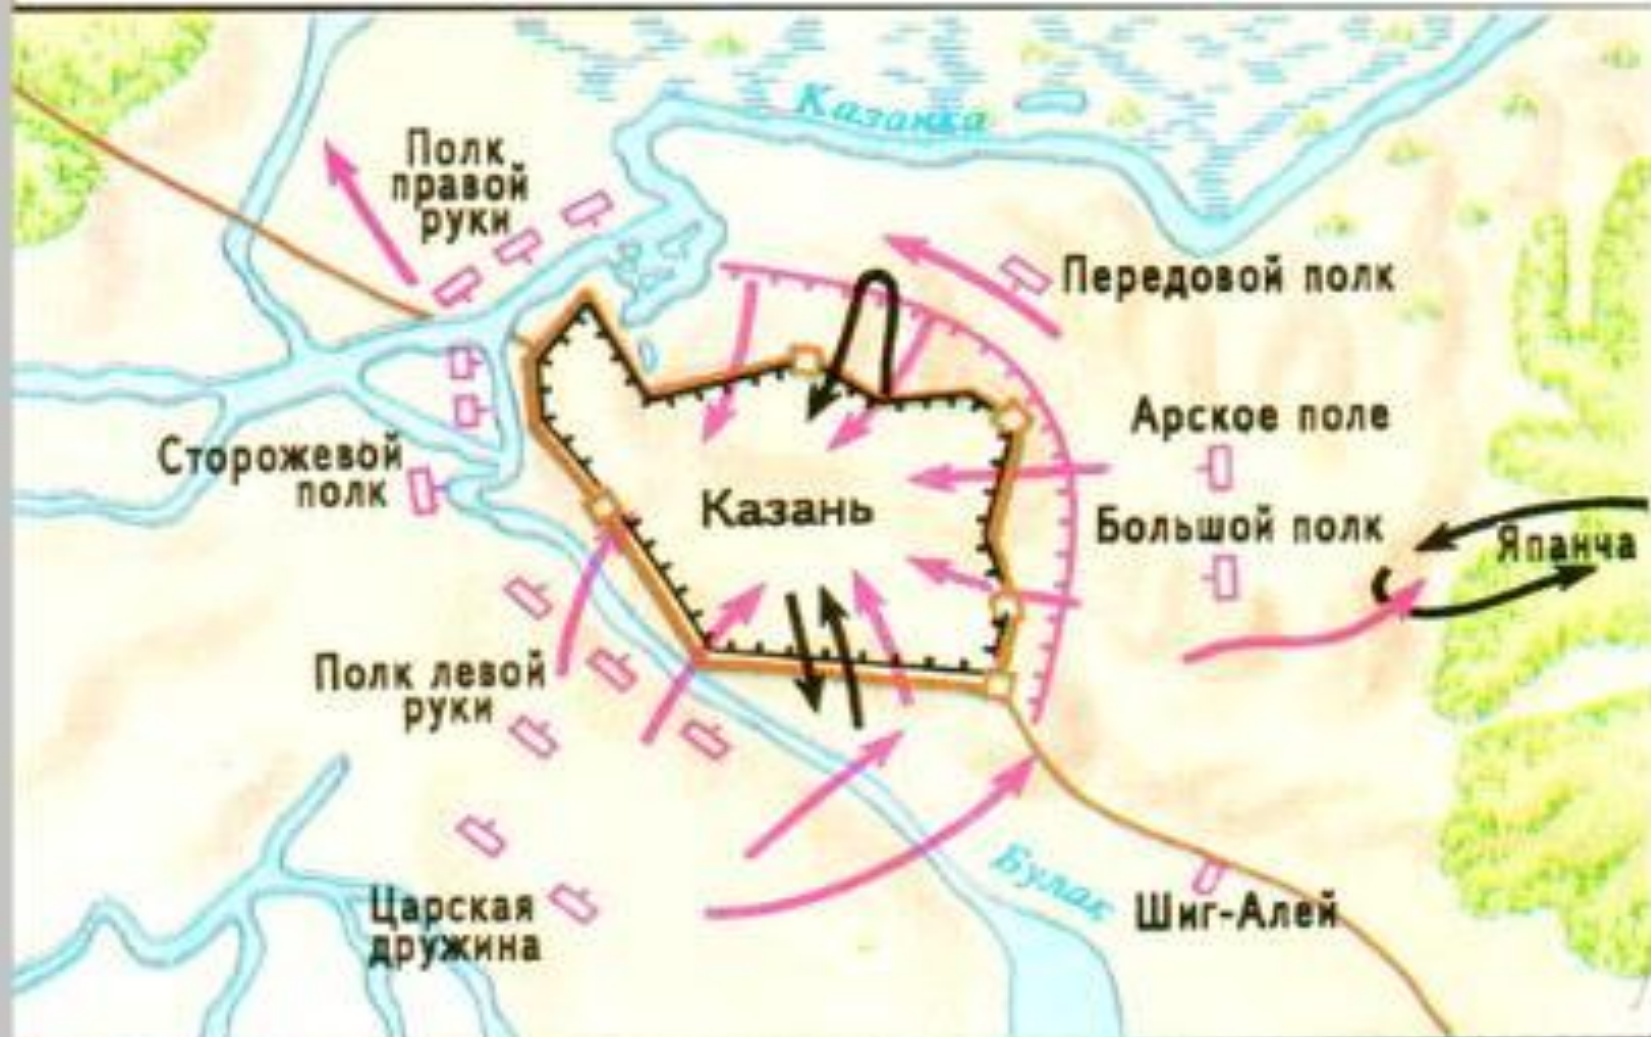 Казанка
Полк
правой
руки
Передовой полк
Арское поле
Сторожевой
полк
Казань
Большой полк
Япанча
Полк левой
руки
Булак
Царская
дружина
Шиг-Алей